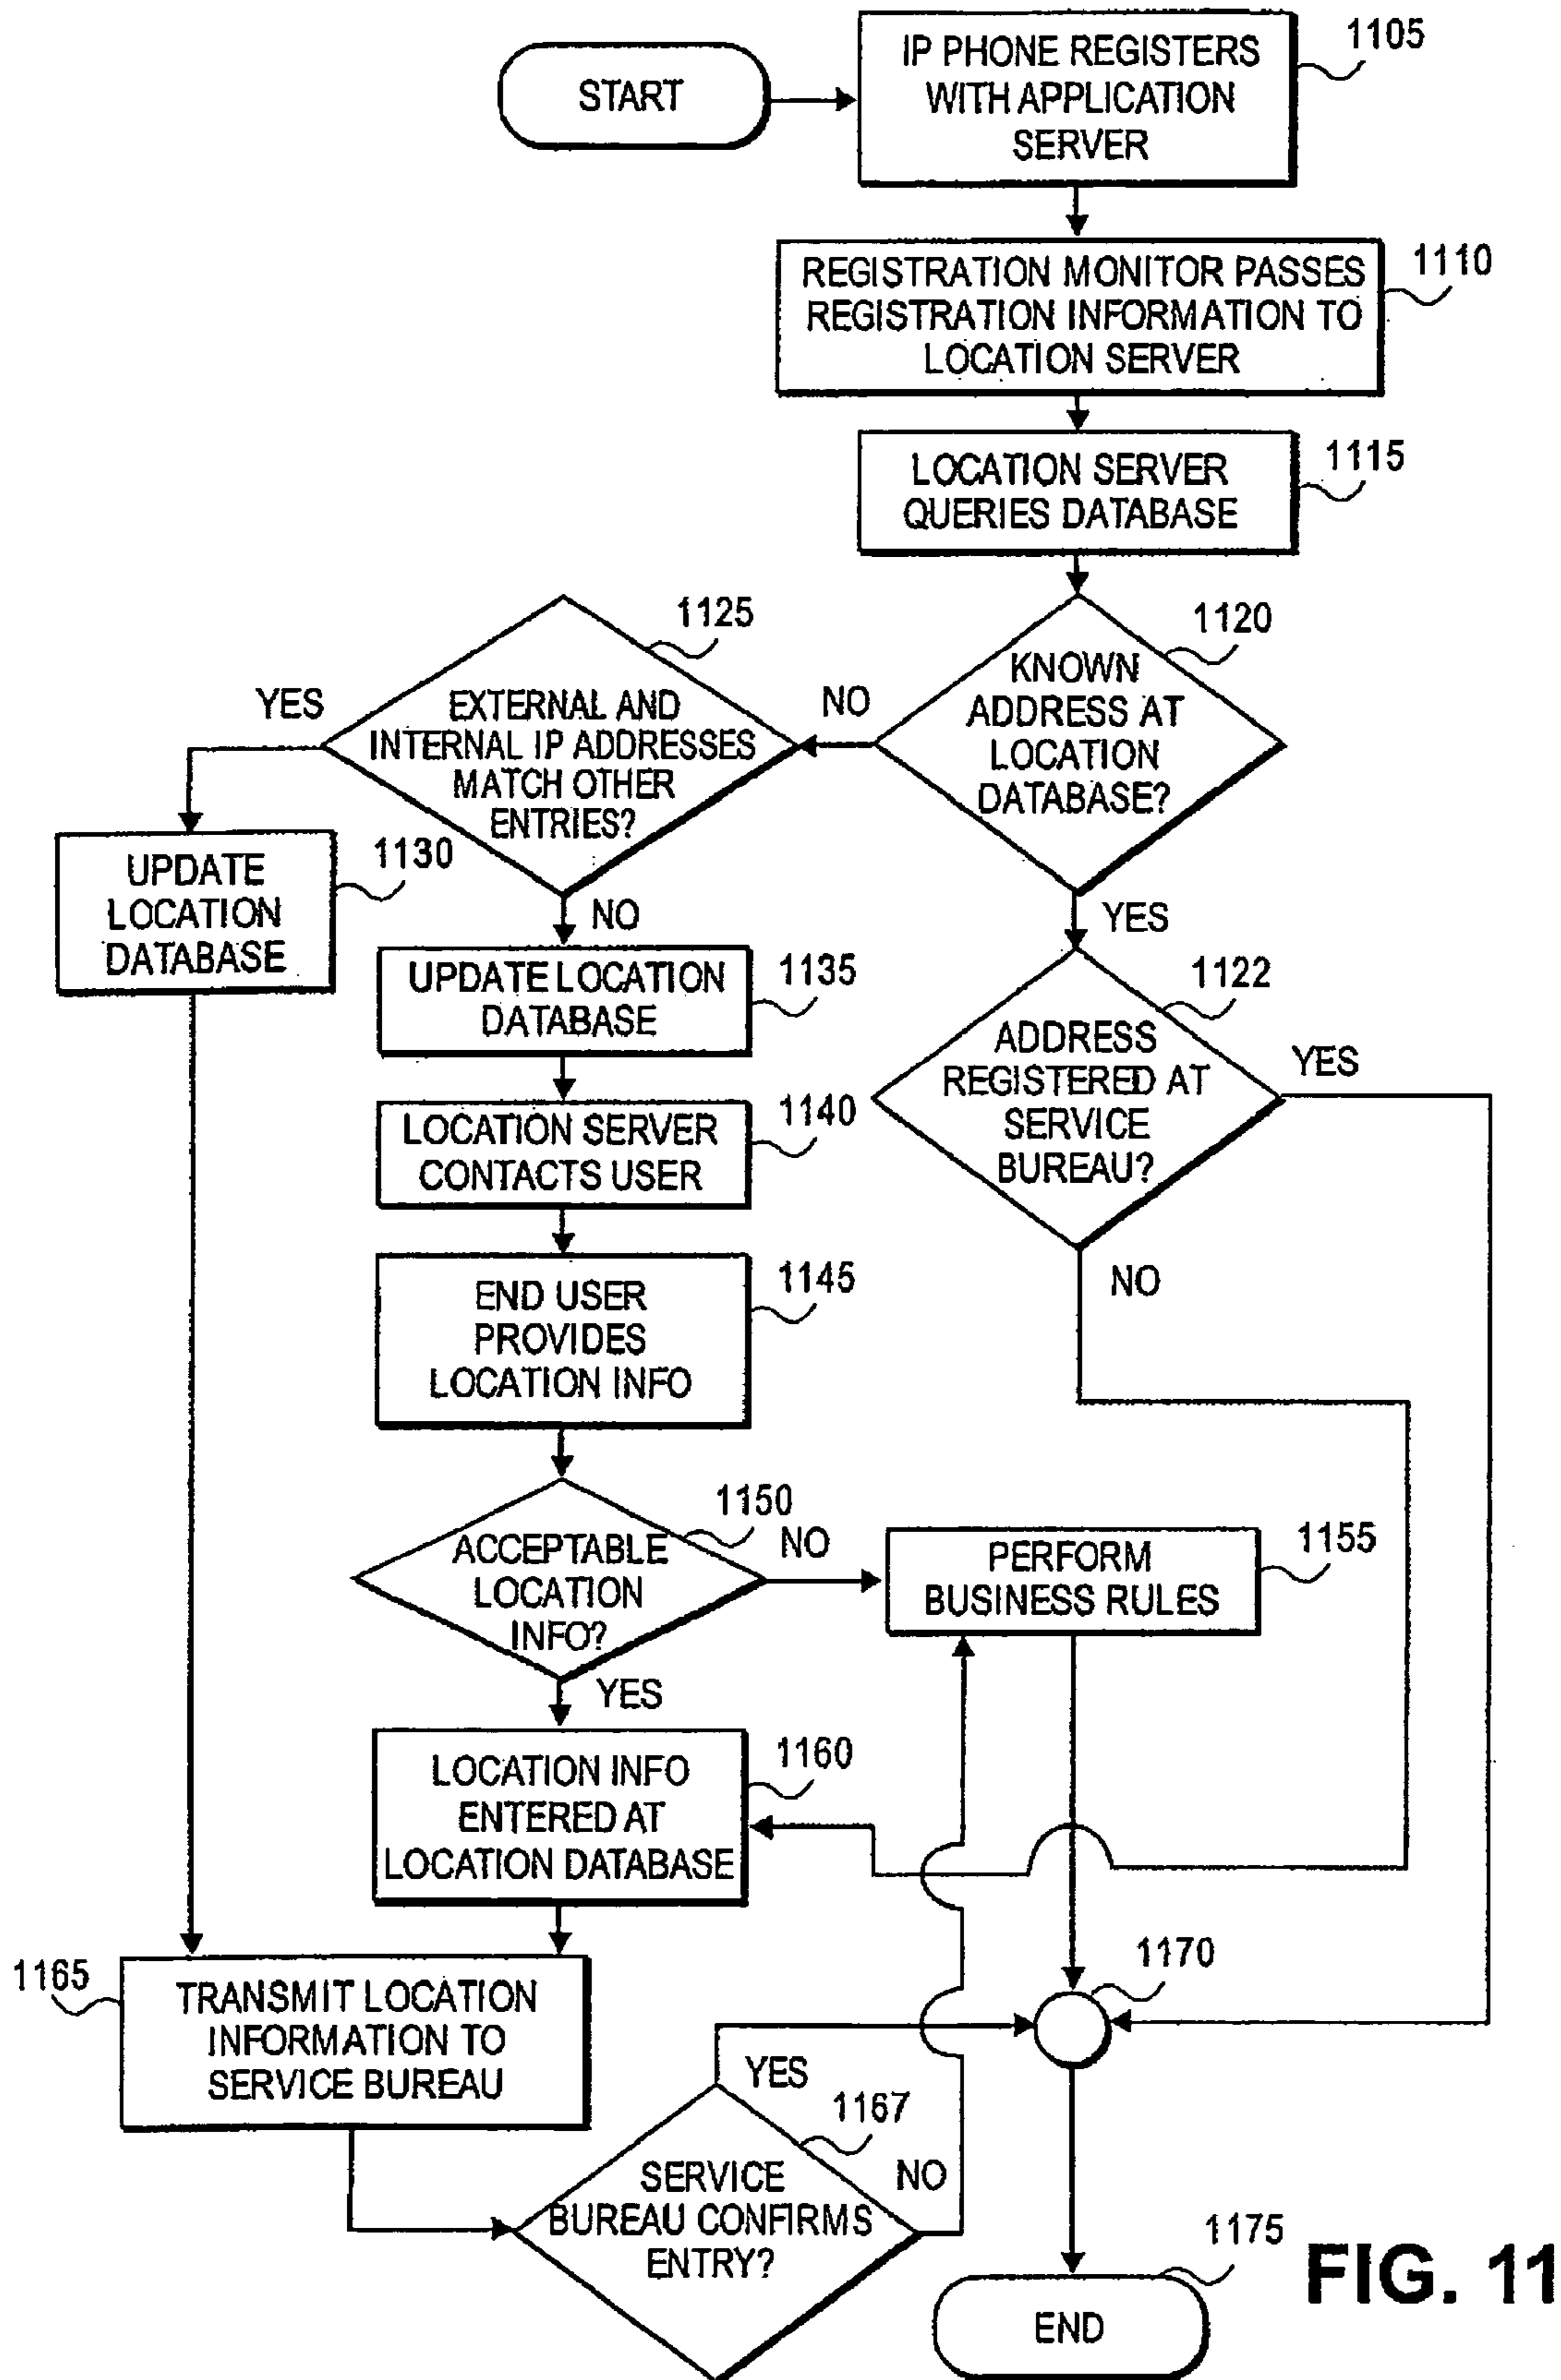 START
IP PHONE REGISTERS
WITH APPLICATION
SERVER
1105
REGISTRATION MONITOR PASSES
REGISTRATION INFORMATION TO
LOCATION SERVER
1110
LOCATION SERVER
QUERIES DATABASE
1115
KNOWN
ADDRESS AT
LOCATION
DATABASE?
1120
NO
YES
EXTERNAL AND
INTERNAL IP ADDRESSES
MATCH OTHER
ENTRIES?
1125
YES
NO
UPDATE
LOCATION
DATABASE
1130
UPDATE LOCATION
DATABASE
1135
ADDRESS
REGISTERED AT
SERVICE
BUREAU?
1122
YES
NO
LOCATION SERVER
CONTACTS USER
1140
END USER
PROVIDES
LOCATION INFO
1145
ACCEPTABLE
LOCATION
INFO?
1150
NO
YES
PERFORM
BUSINESS RULES
1155
LOCATION INFO
ENTERED AT
LOCATION DATABASE
1160
1165
TRANSMIT LOCATION
INFORMATION TO
SERVICE BUREAU
1170
YES
1167
NO
SERVICE
BUREAU CONFIRMS
ENTRY?
1175
END
FIG. 11